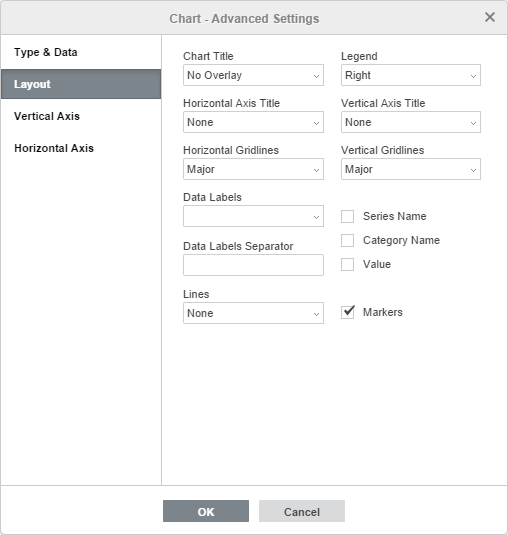 Chart - Advanced Settings
Type & Data
Layout
Vertical Axis
Horizontal Axis
Chart Title
Legend
No Overlay
Right
Horizontal Axis Title
Vertical Axis Title
None
None
Horizontal Gridlines
Vertical Gridlines
Major
Major
Data Labels
Series Name
Category Name
Data Labels Separator
Value
Lines
None
Markers
OK
Cancel